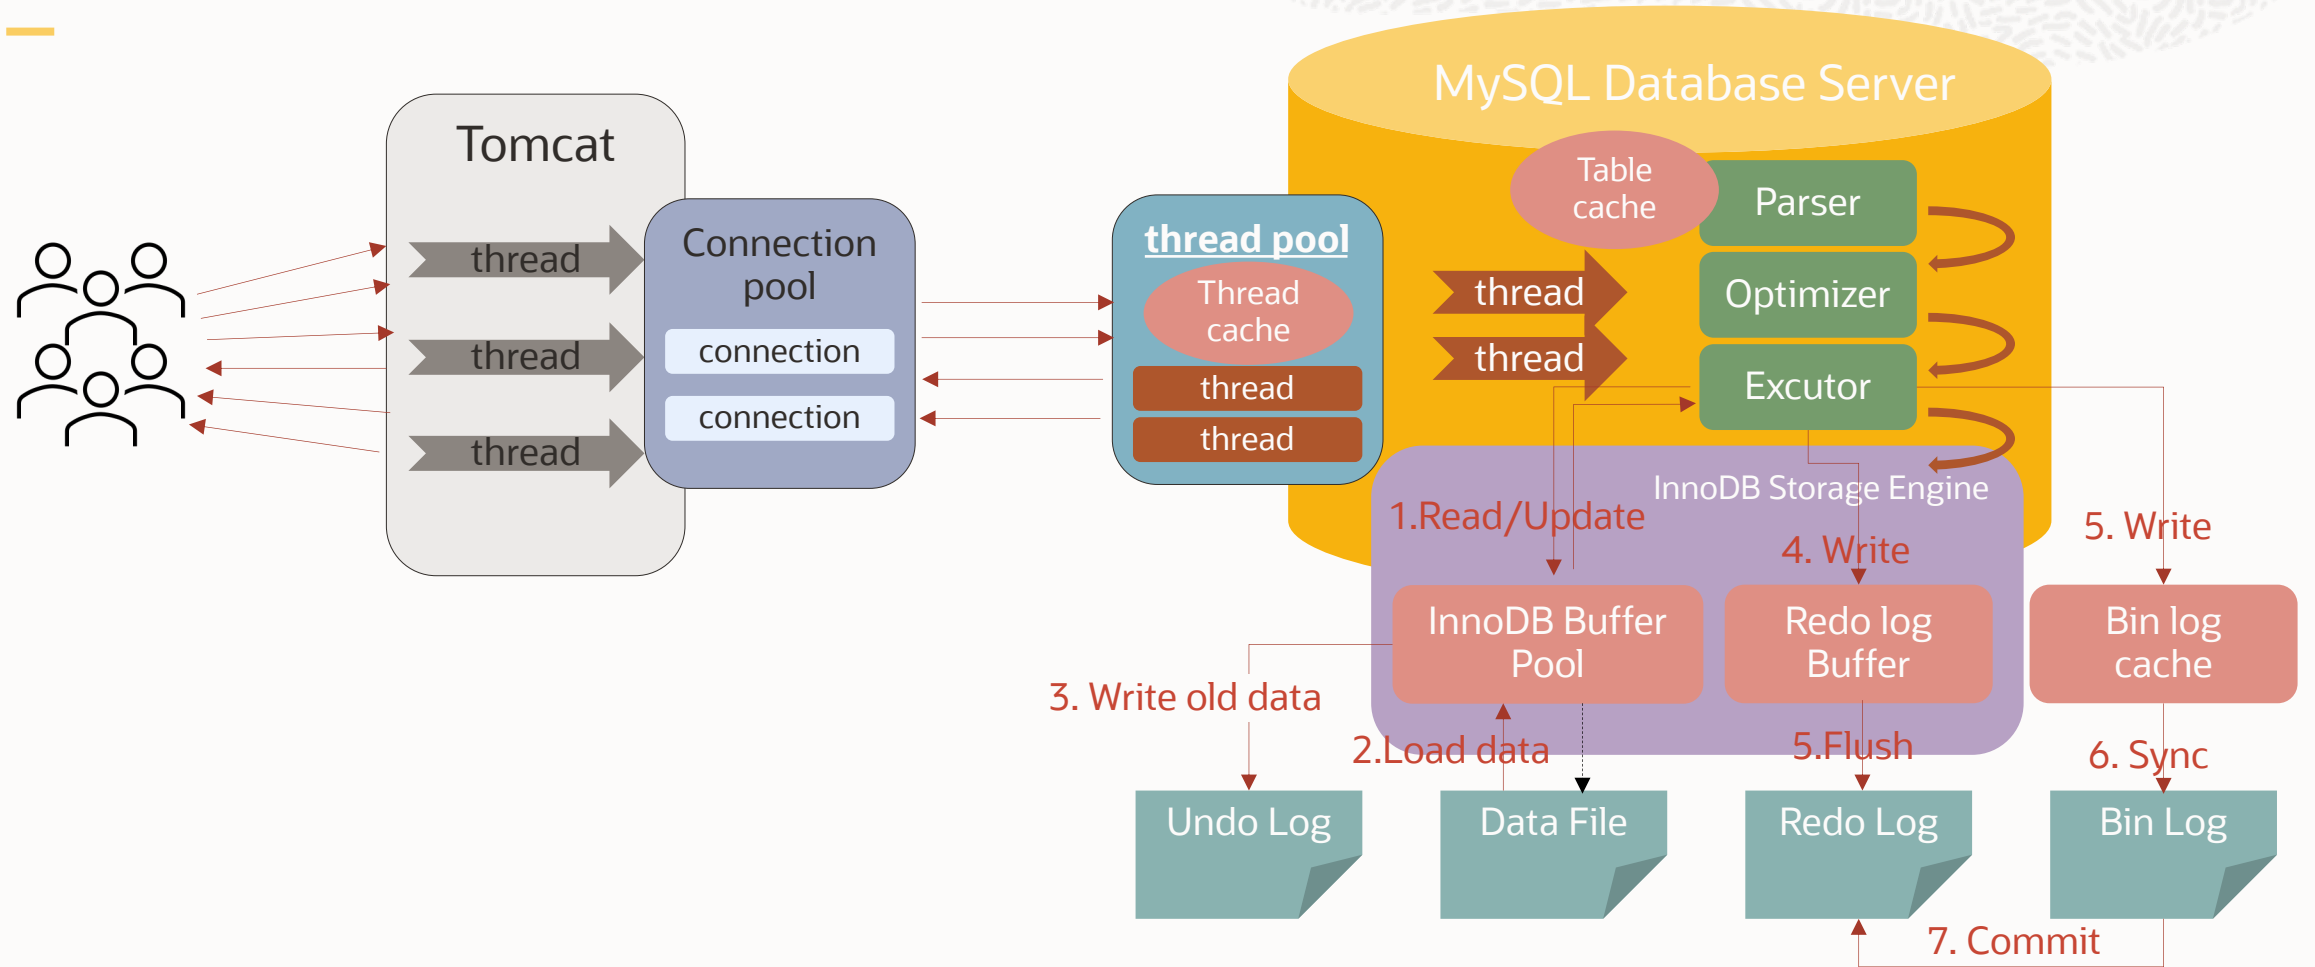 MySQL Database Server
Tomcat
thread
thread
thread
Connection
pool
connection
connection
thread pool
Thread
cache
thread
thread
Table
cache
thread
thread
Parser
Optimizer
Excutor
InnoDB Storage Engine
1.Read/Update
4. Write
5. Write
InnoDB Buffer
Pool
Redo log
Buffer
Bin log
cache
3. Write old data
2.Load data
5.Flush
6. Sync
Undo Log
Data File
Redo Log
Bin Log
7. Commit